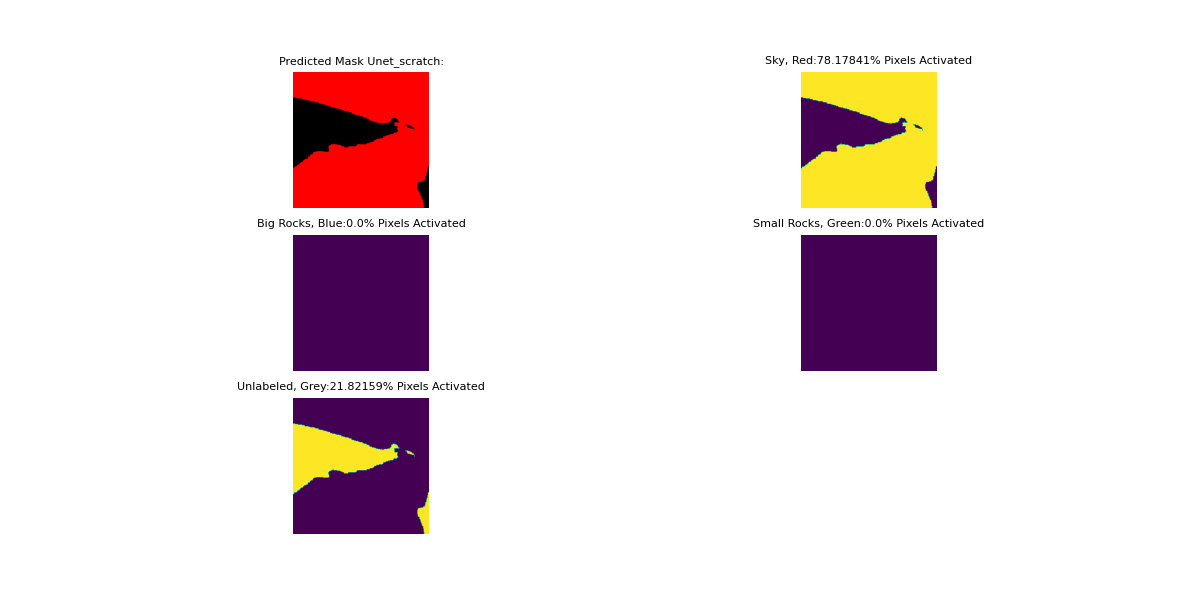 Predicted Mask Unet_scratch:
Sky, Red:78.17841% Pixels Activated
Big Rocks, Blue:0.0% Pixels Activated
Small Rocks, Green:0.0% Pixels Activated
Unlabeled, Grey:21.82159% Pixels Activated